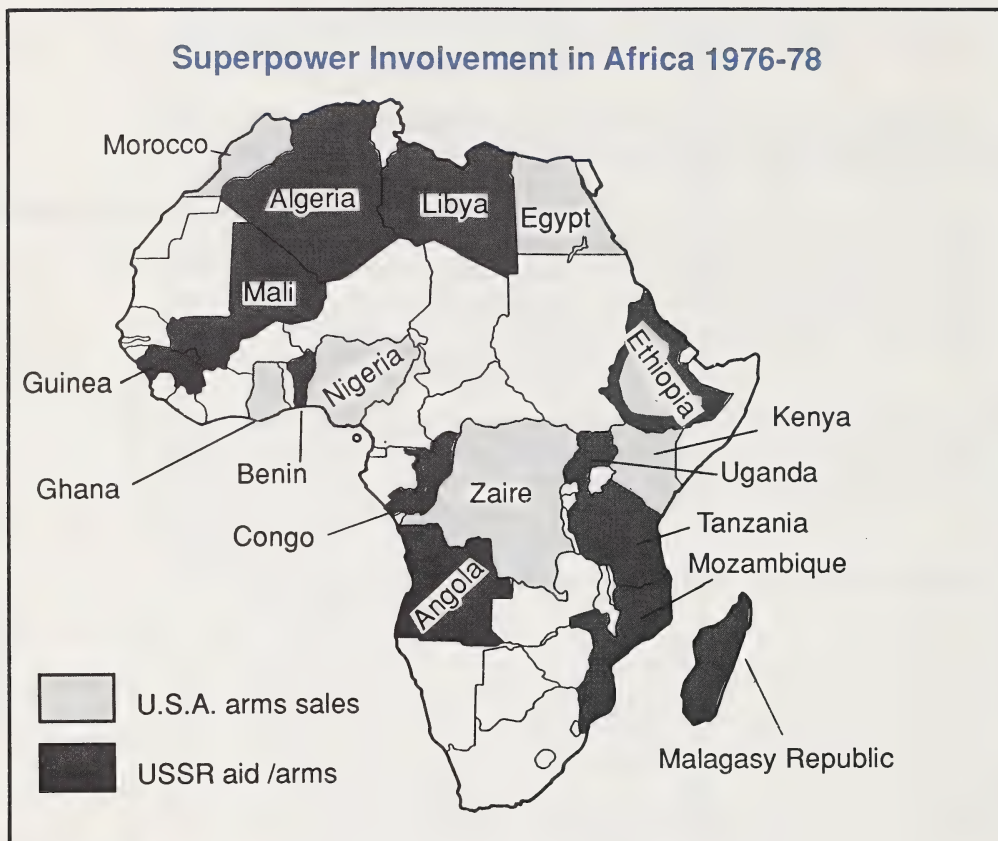 Superpower Involvement in Africa 1976-78
Morocco
Algeria
Libya
Egypt
Mali
Guinea
Nigeria
Ethiopia
Kenya
Ghana
Benin
Uganda
Congo
Zaire
Tanzania
Mozambique
Angola
U.S.A. arms sales
USSR aid /arms
Malagasy Republic